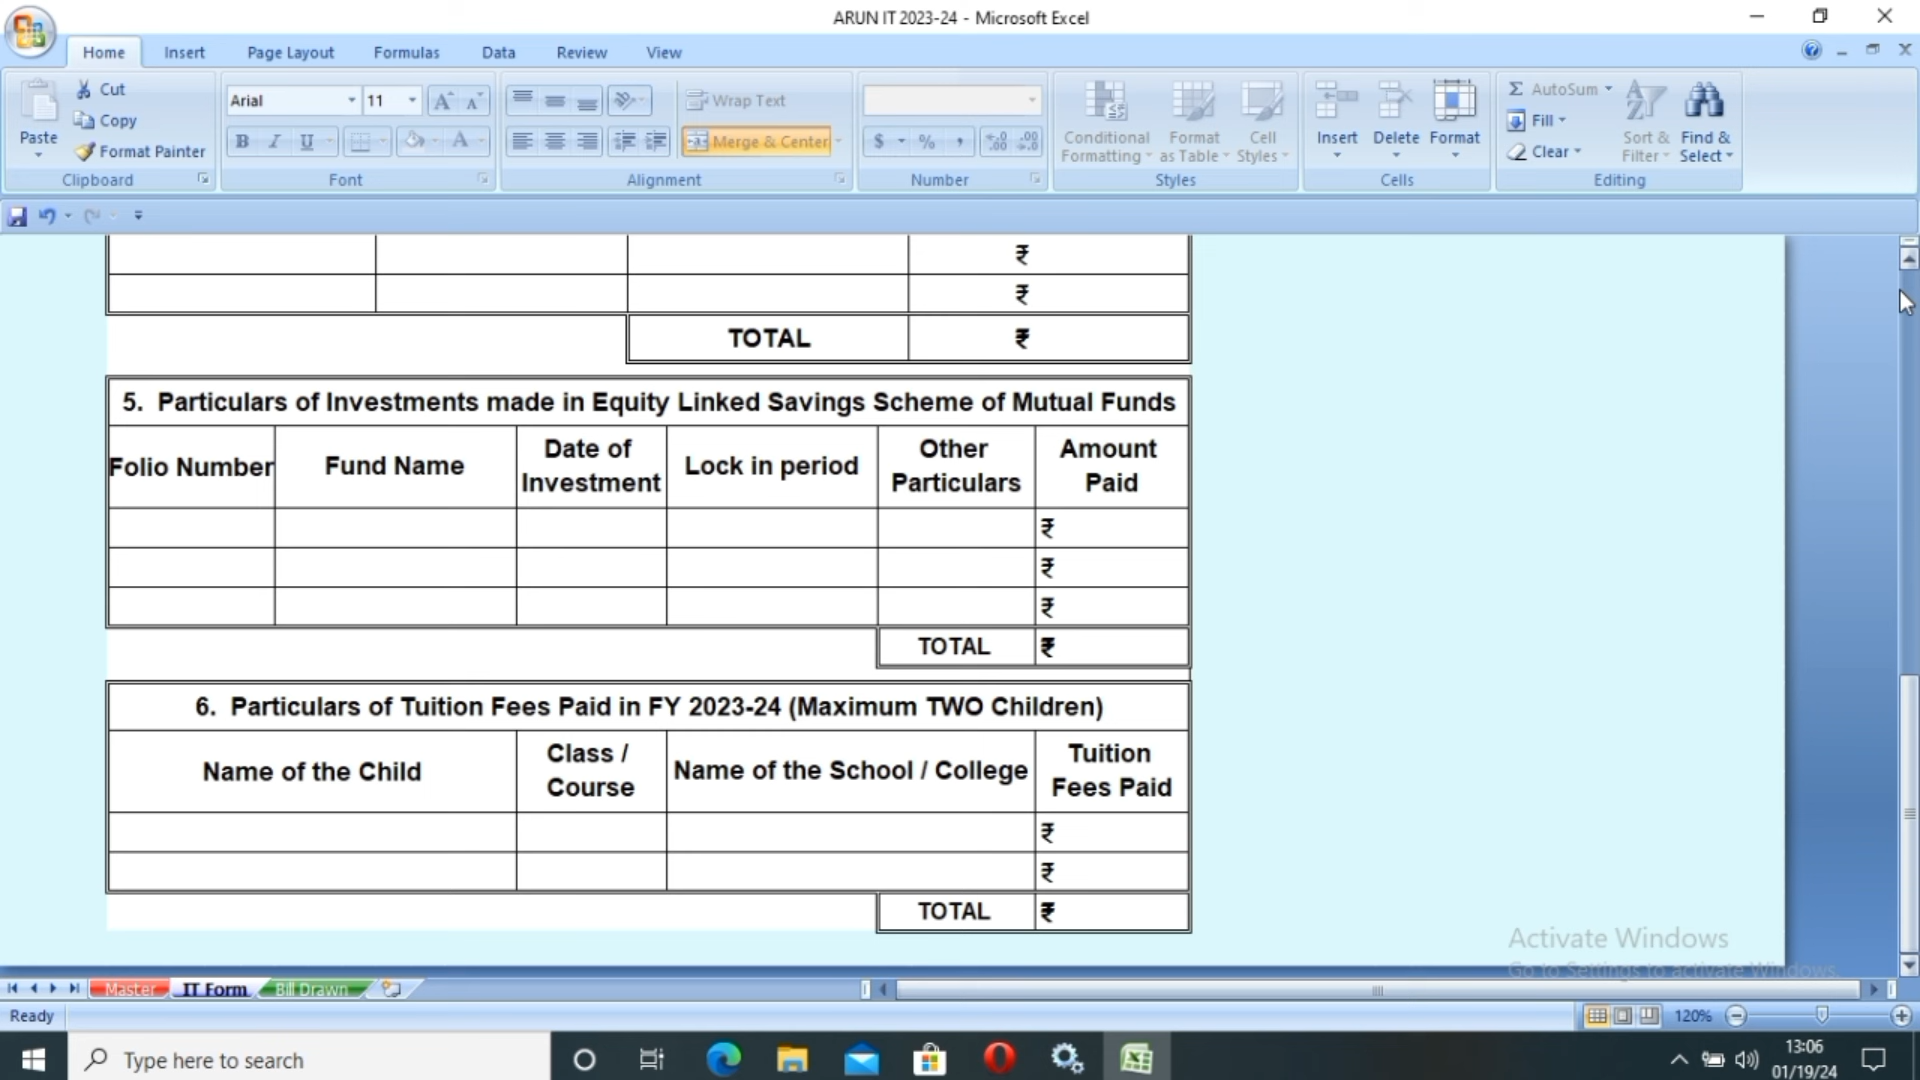 ARUN IT 2023-24 - Microsoft Excel
Home Insert Page Layout Formulas Data Review View
Paste
Cut
Copy
Format Painter
Clipboard
Arial 11
B I U A
Font
Wrap Text
Merge & Center
Alignment
$ % ,
Number
Conditional Formatting
Format as Table
Cell Styles
Styles
Insert Delete Format
Cells
Σ AutoSum
Fill
Clear
Sort & Filter
Find & Select
Editing
₹
₹
TOTAL ₹
5. Particulars of Investments made in Equity Linked Savings Scheme of Mutual Funds
Folio Number Fund Name Date of Investment Lock in period Other Particulars Amount Paid
₹
₹
₹
TOTAL ₹
6. Particulars of Tuition Fees Paid in FY 2023-24 (Maximum TWO Children)
Name of the Child Class / Course Name of the School / College Tuition Fees Paid
₹
₹
TOTAL ₹
Activate Windows
Go to Settings to activate Windows.
Master IT Form Bill Drawn
Ready 120%
Type here to search
13:06
01/19/24